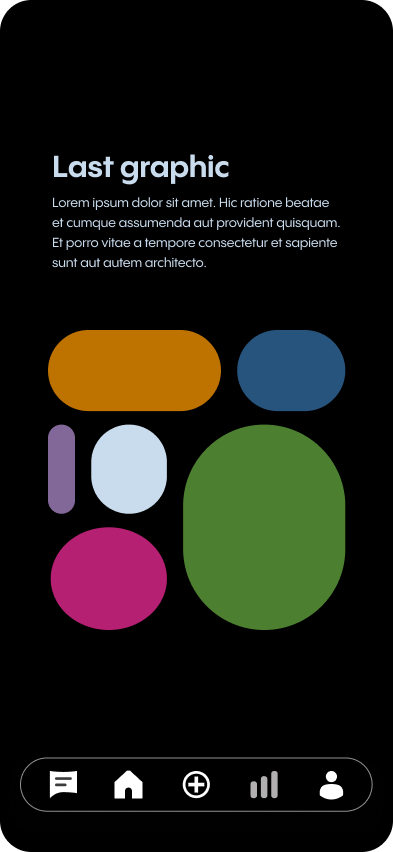 Last graphic
Lorem ipsum dolor sit amet. Hic ratione beatae
et cumque assumenda aut provident quisquam.
Et porro vitae a tempore consectetur et sapiente
sunt aut autem architecto.